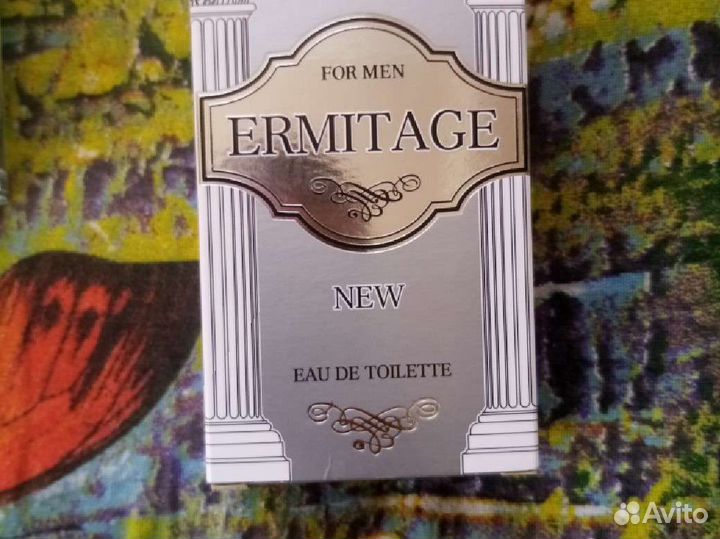 FOR MEN
ERMITAGE
NEW
EAU DE TOILETTE
Avito